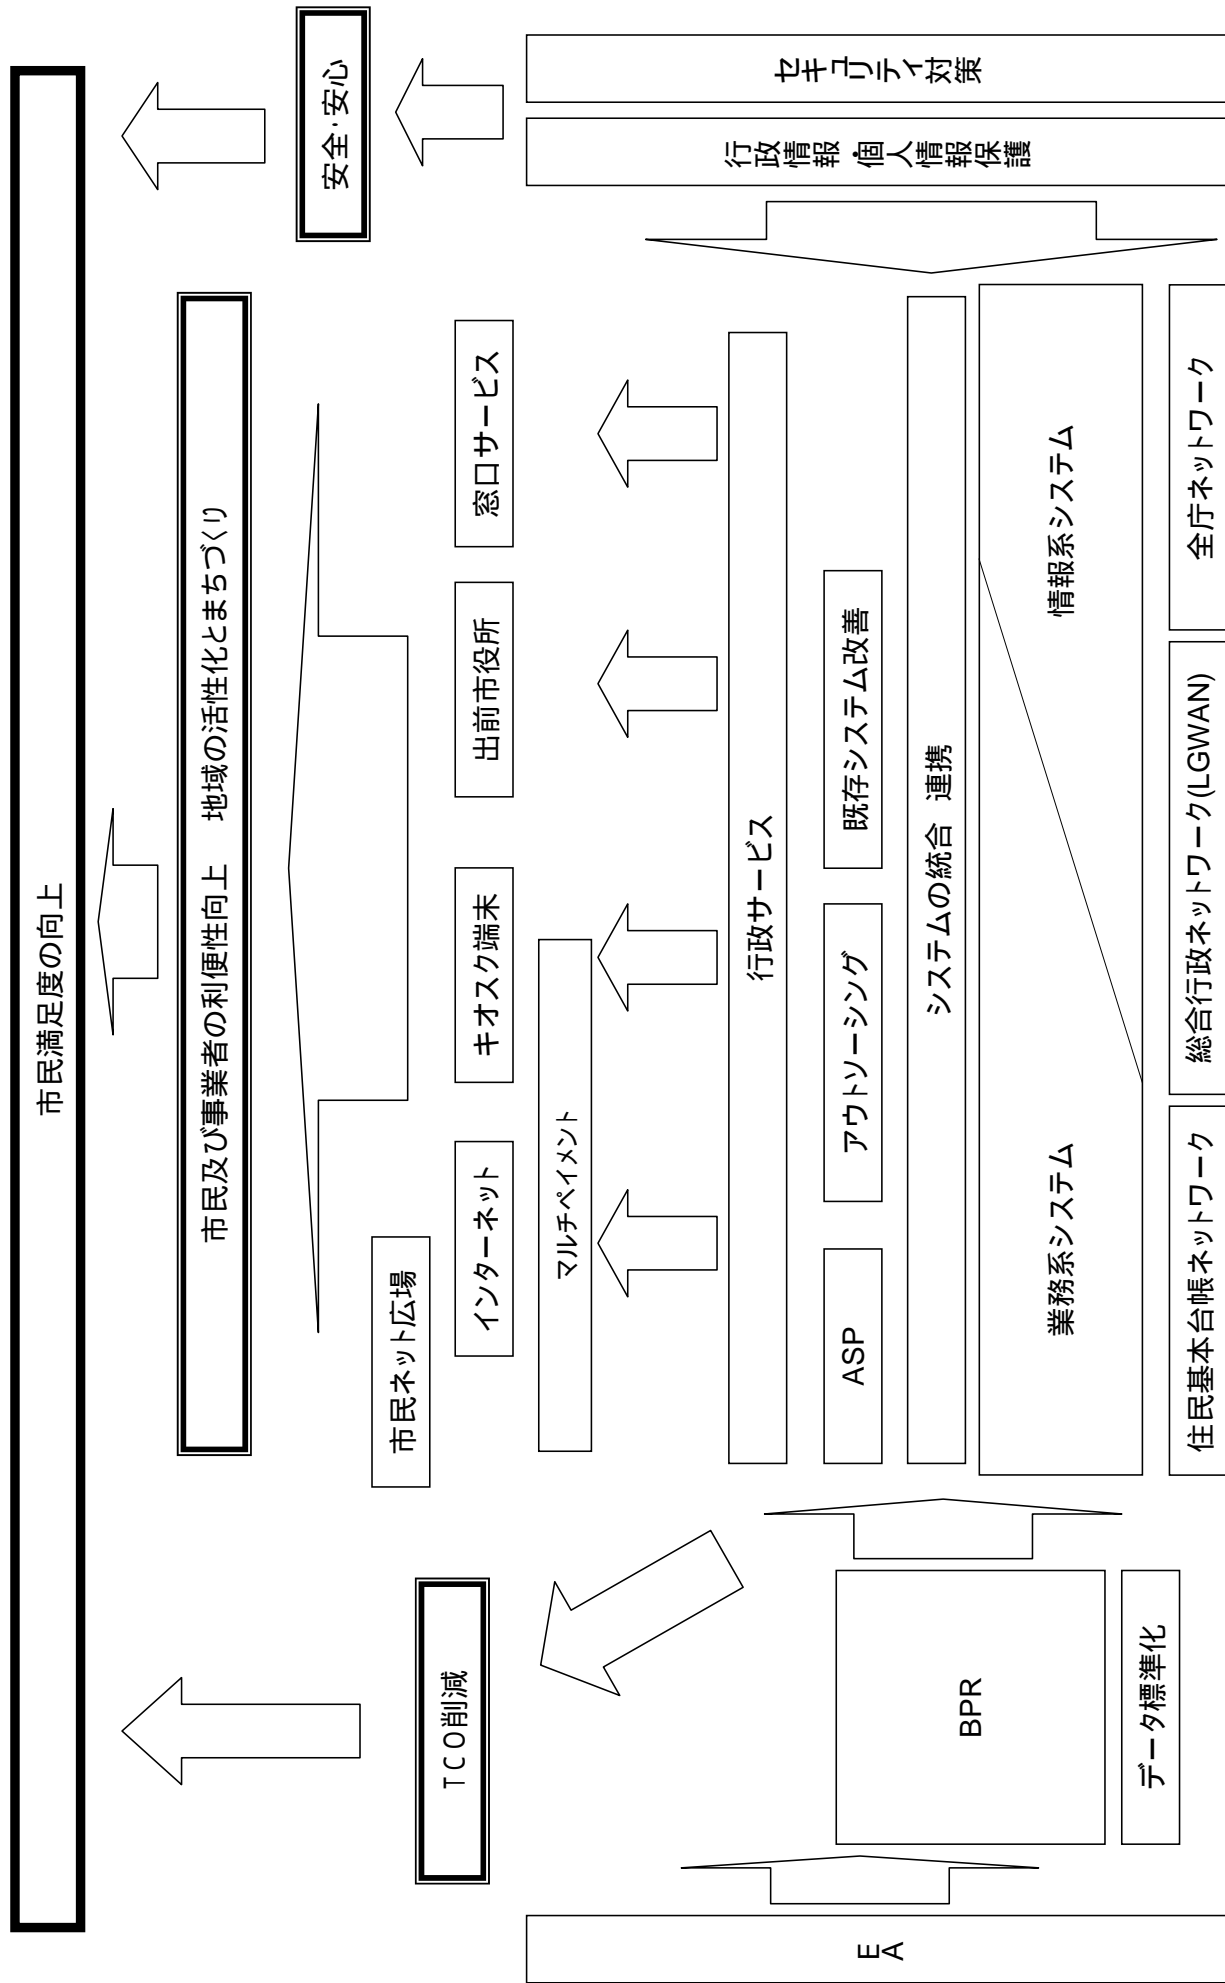 市民満足度の向上
市民及び事業者の利便性向上　地域の活性化とまちづくり
安全・安心
TCO削減
市民ネット広場
インターネット
キオスク端末
出前市役所
窓口サービス
マルチペイメント
行政サービス
ASP
アウトソーシング
既存システム改善
システムの統合 連携
業務系システム
情報系システム
住民基本台帳ネットワーク
総合行政ネットワーク(LGWAN)
全庁ネットワーク
EA
BPR
データ標準化
行政情報・個人情報保護
セキュリティ対策